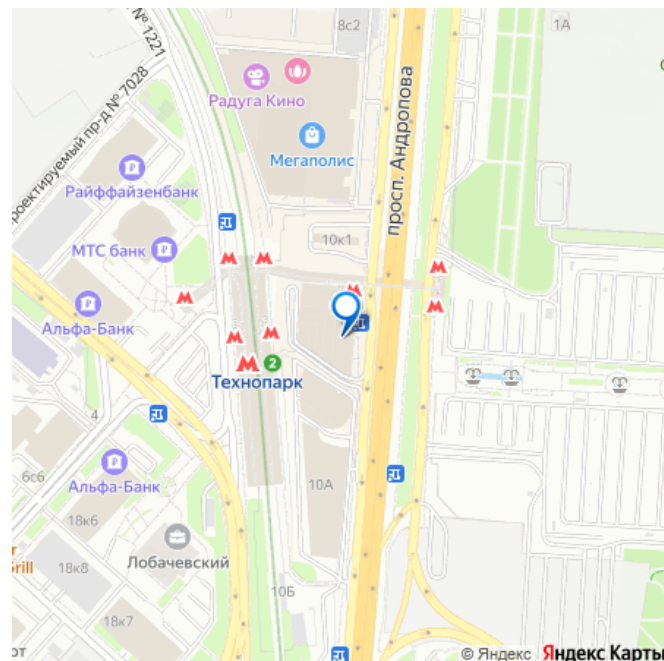 № 1221
8с2
1А
Радуга Кино
просп. Андропова
Мегаполис
проектируемый пр-д № 7028
Райффайзенбанк
10к1
МТС банк
Альфа-Банк
2
Технопарк
4
6с6
Альфа-Банк
10А
18к6
Лобачевский
18к8
10Б
18к7
© Яндекс Яндекс Карты